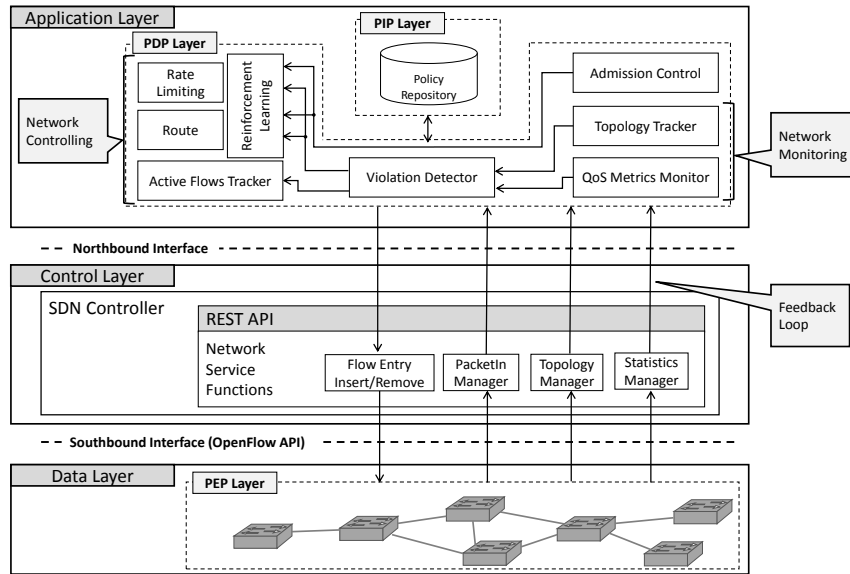 Application Layer
PDP Layer
PIP Layer
Policy
Repository
Rate
Limiting
Route
Reinforcement
Learning
Active Flows Tracker
Violation Detector
Admission Control
Topology Tracker
QoS Metrics Monitor
Network
Controlling
Network
Monitoring
Northbound Interface
Control Layer
SDN Controller
REST API
Network
Service
Functions
Flow Entry
Insert/Remove
PacketIn
Manager
Topology
Manager
Statistics
Manager
Feedback
Loop
Southbound Interface (OpenFlow API)
Data Layer
PEP Layer